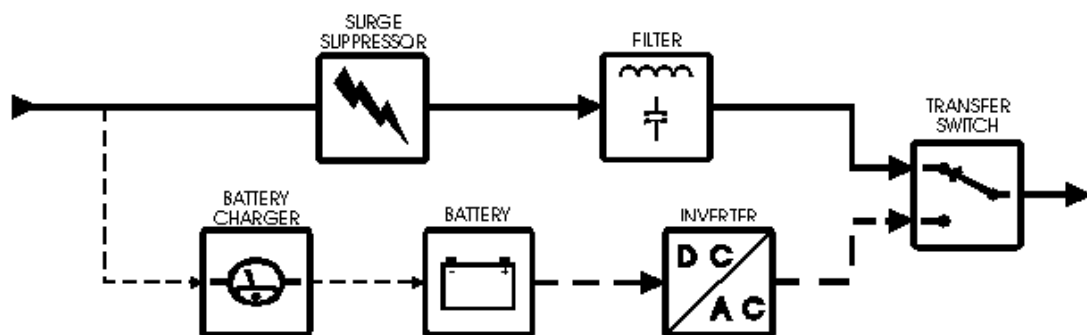 SURGE
SUPPRESSOR
FILTER
TRANSFER
SWITCH
BATTERY
CHARGER
BATTERY
INVERTER
- +
D C
A C